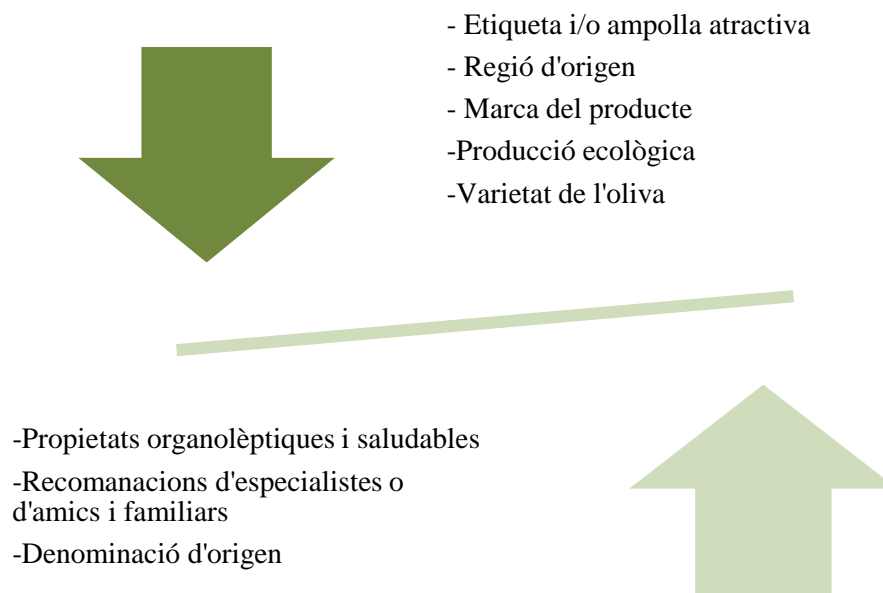 - Etiqueta i/o ampolla atractiva
- Regió d'origen
- Marca del producte
-Producció ecològica
-Varietat de l'oliva
-Propietats organolèptiques i saludables
-Recomanacions d'especialistes o
d'amics i familiars
-Denominació d'origen